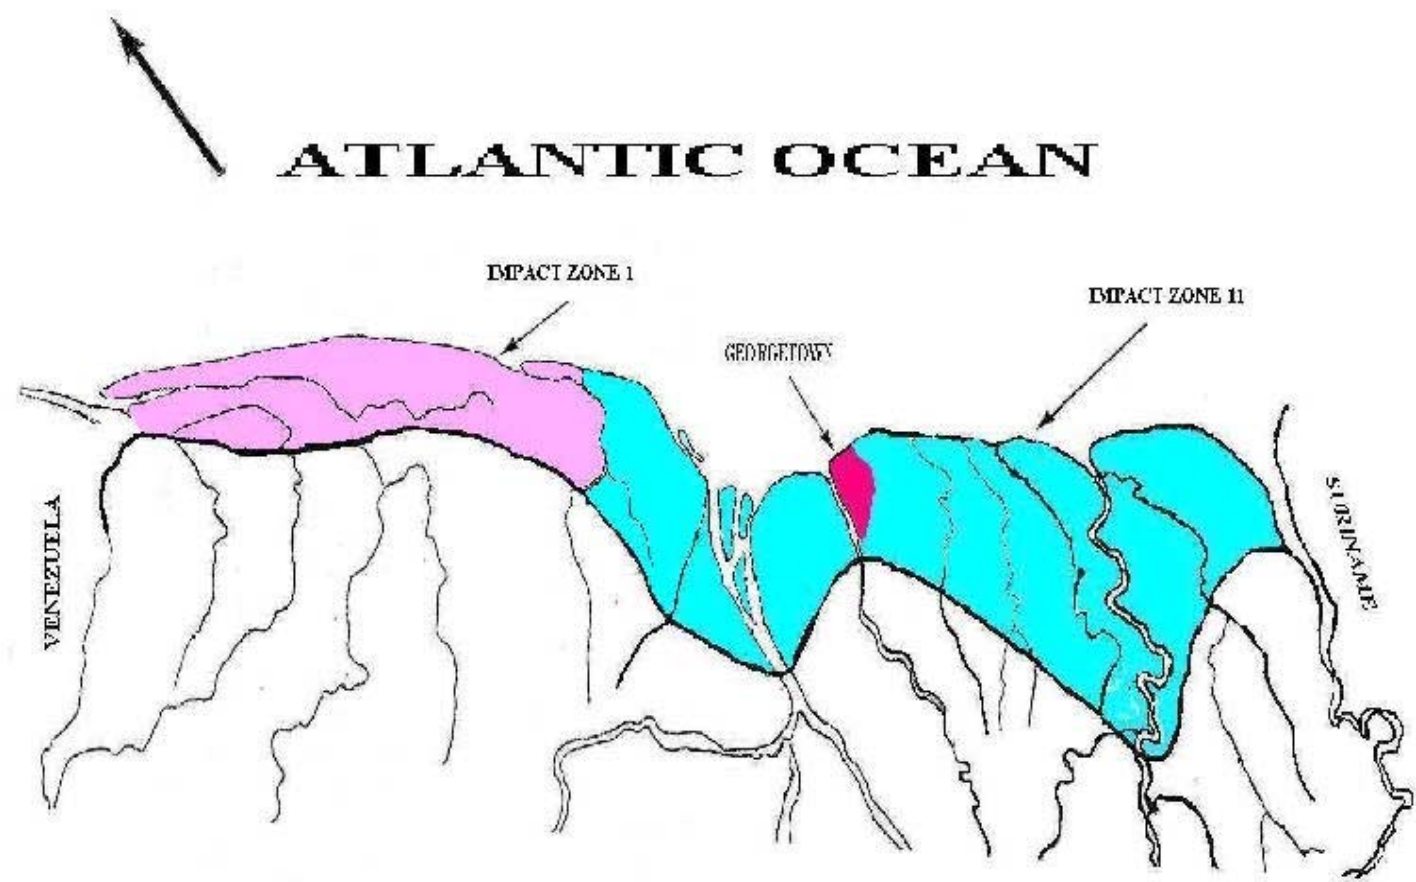 ATLANTIC OCEAN
IMPACT ZONE 1
IMPACT ZONE 11
GEORGETOWN
VENEZUELA
SURINAME